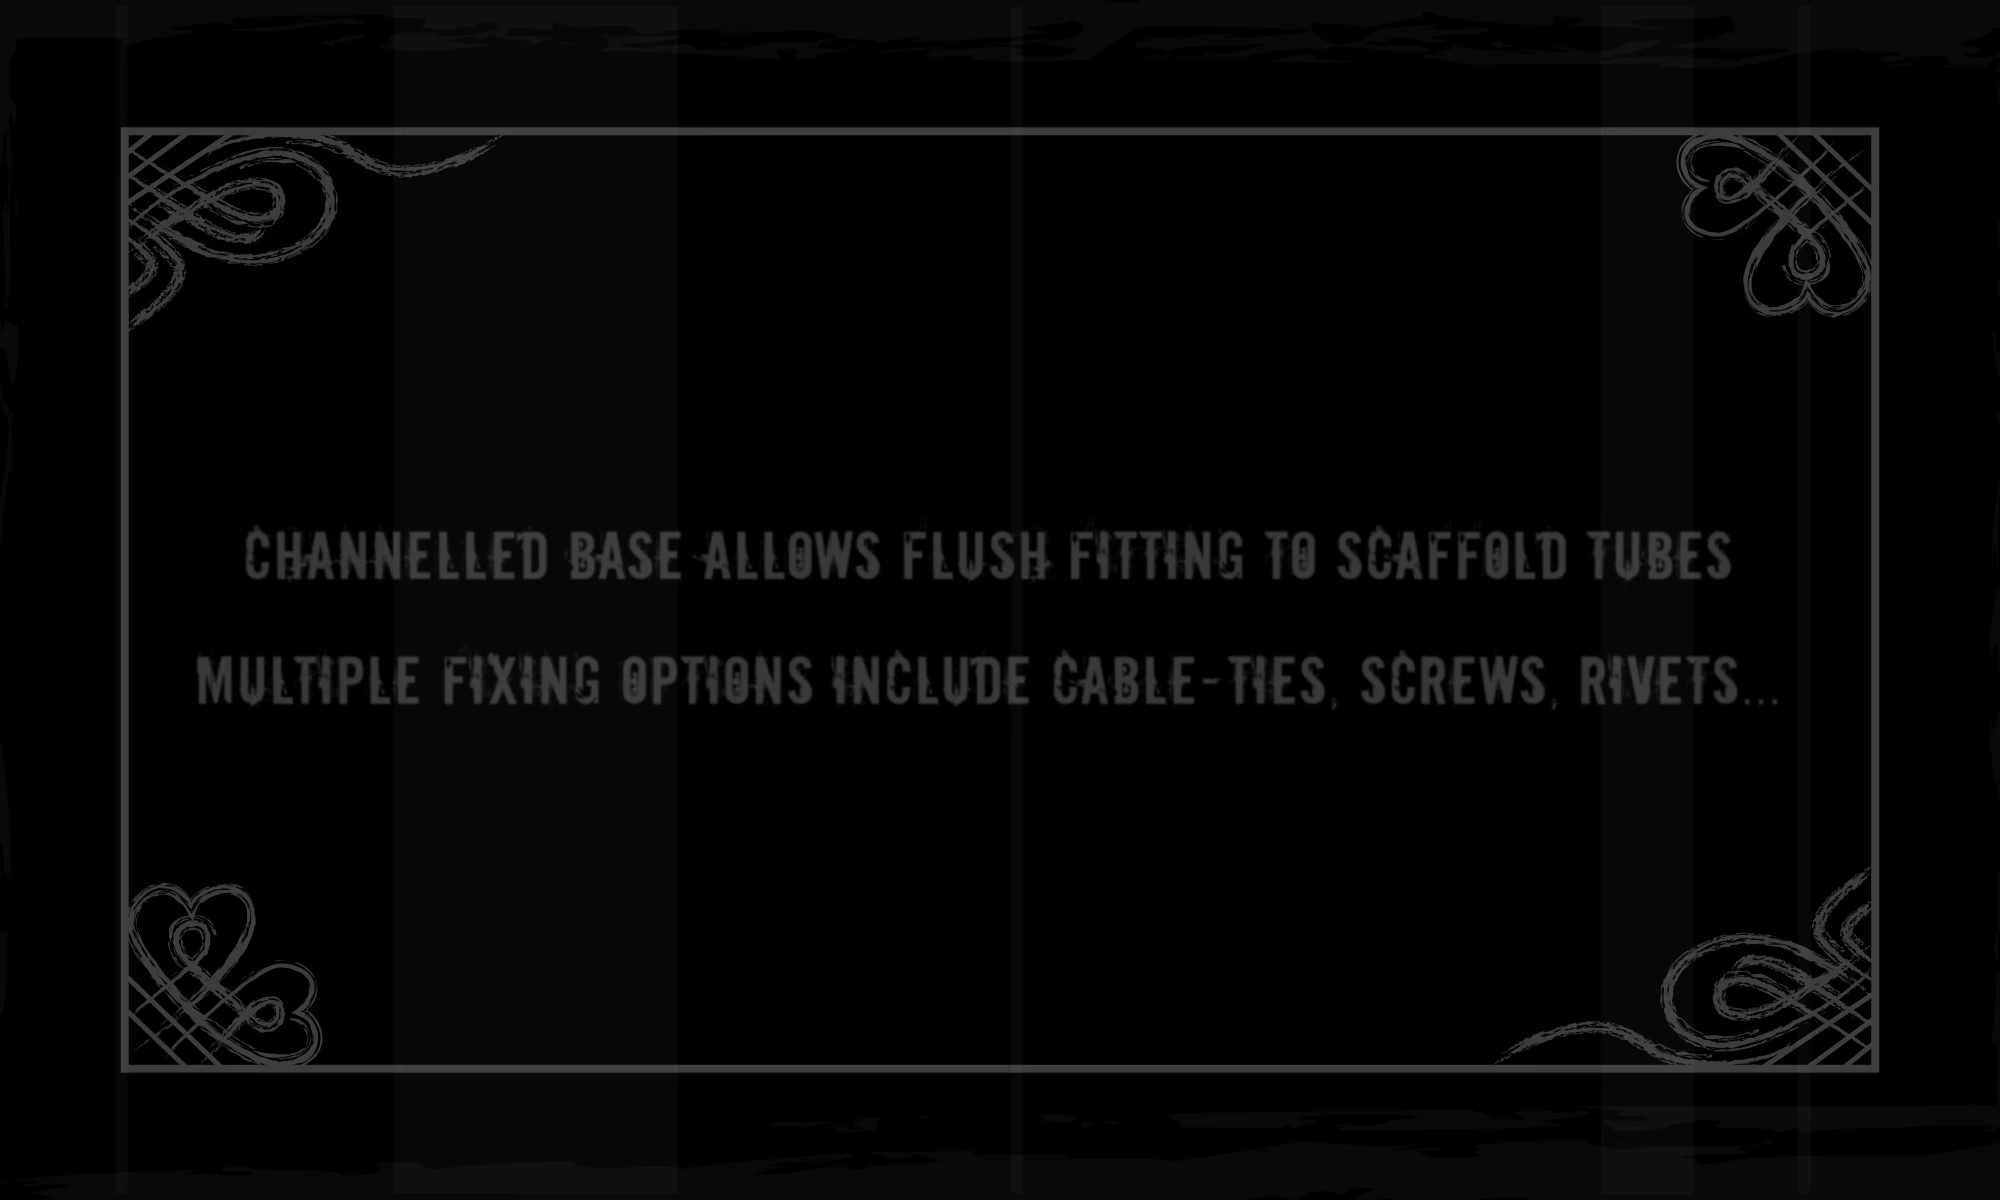 CHANNELLED BASE ALLOWS FLUSH FITTING TO SCAFFOLD TUBES
MULTIPLE FIXING OPTIONS INCLUDE CABLE-TIES, SCREWS, RIVETS...